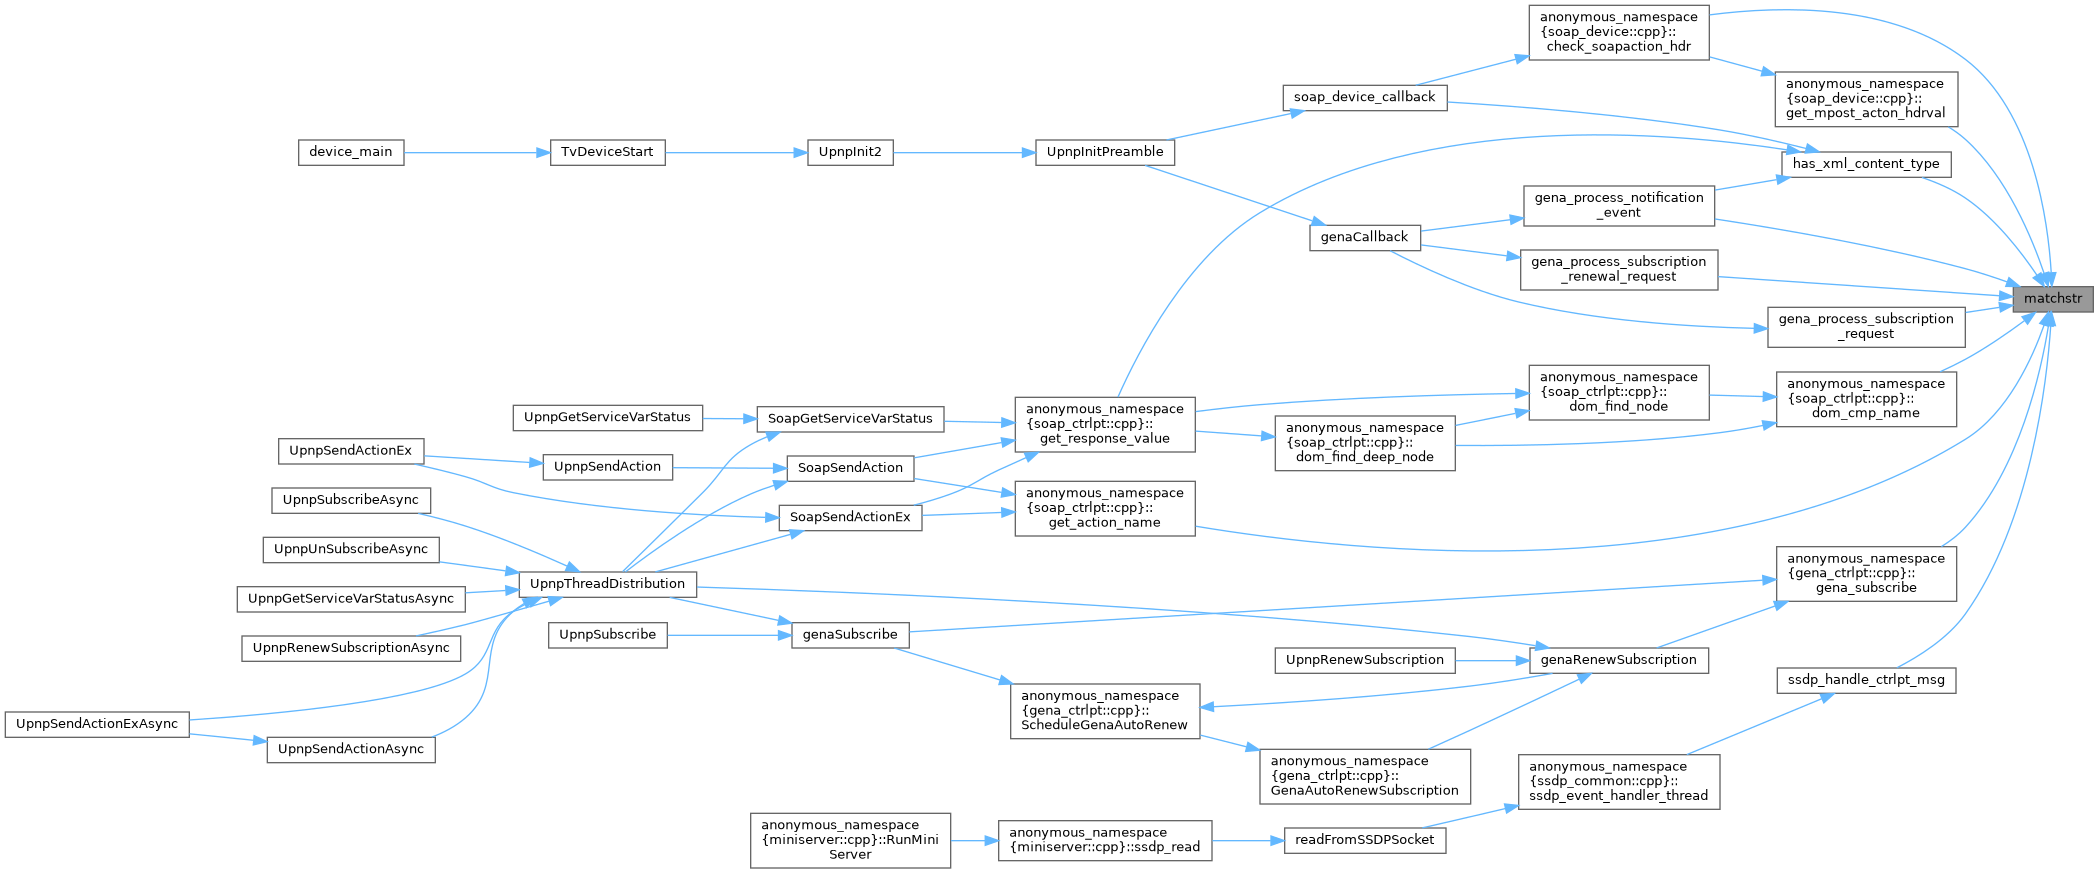 anonymous_namespace
{soap_device::cpp}::
check_soapaction_hdr
anonymous_namespace
{soap_device::cpp}::
get_mpost_acton_hdrval
soap_device_callback
device_main
TvDeviceStart
UpnpInit2
UpnpInitPreamble
has_xml_content_type
gena_process_notification
_event
genaCallback
gena_process_subscription
_renewal_request
matchstr
gena_process_subscription
_request
anonymous_namespace
{soap_ctrlpt::cpp}::
dom_find_node
anonymous_namespace
{soap_ctrlpt::cpp}::
dom_cmp_name
UpnpGetServiceVarStatus
SoapGetServiceVarStatus
anonymous_namespace
{soap_ctrlpt::cpp}::
get_response_value
anonymous_namespace
{soap_ctrlpt::cpp}::
dom_find_deep_node
UpnpSendActionEx
UpnpSendAction
SoapSendAction
UpnpSubscribeAsync
SoapSendActionEx
anonymous_namespace
{soap_ctrlpt::cpp}::
get_action_name
UpnpUnSubscribeAsync
UpnpThreadDistribution
anonymous_namespace
{gena_ctrlpt::cpp}::
gena_subscribe
UpnpGetServiceVarStatusAsync
UpnpSubscribe
genaSubscribe
UpnpRenewSubscriptionAsync
UpnpRenewSubscription
genaRenewSubscription
ssdp_handle_ctrlpt_msg
anonymous_namespace
{gena_ctrlpt::cpp}::
ScheduleGenaAutoRenew
UpnpSendActionExAsync
UpnpSendActionAsync
anonymous_namespace
{gena_ctrlpt::cpp}::
GenaAutoRenewSubscription
anonymous_namespace
{ssdp_common::cpp}::
ssdp_event_handler_thread
anonymous_namespace
{miniserver::cpp}::RunMini
Server
anonymous_namespace
{miniserver::cpp}::ssdp_read
readFromSSDPSocket